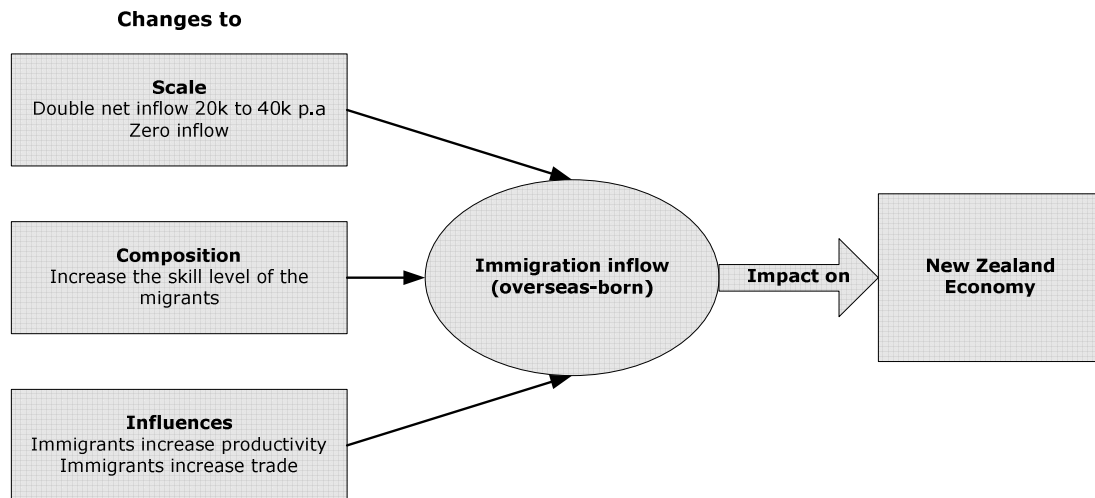 Changes to
Scale
Double net inflow 20k to 40k p.a
Zero inflow
Composition
Increase the skill level of the
migrants
Influences
Immigrants increase productivity
Immigrants increase trade
Immigration inflow
(overseas-born)
Impact on
New Zealand
Economy